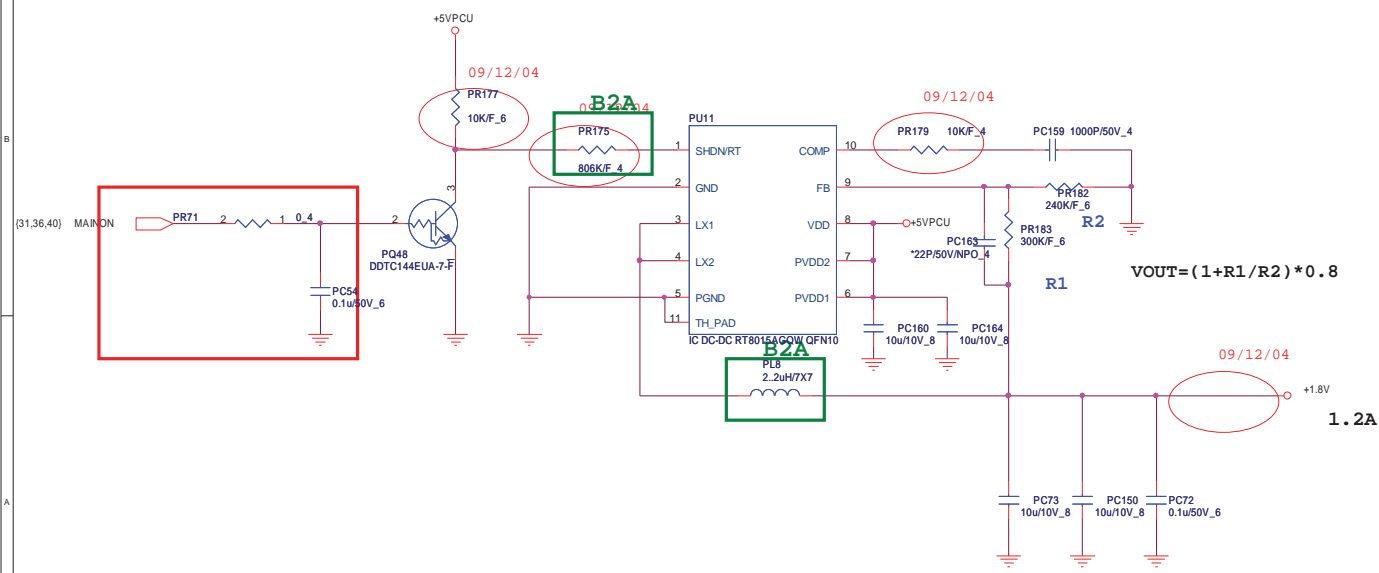 +5VPCU
09/12/04
PR177
10K/F_6
B2A
PR175
806K/F_4
3
PU11
1
SHDN/RT
2
GND
3
LX1
4
LX2
5
PGND
11
TH_PAD
COMP
10
FB
9
VDD
8
PVDD2
7
PVDD1
6
IC DC-DC RT8015AGQW QFN10
09/12/04
PR179
10K/F_4
PC159
1000P/50V_4
PR182
240K/F_6
R2
+5VPCU
PC163
*22P/50V/NPO_4
PR183
300K/F_6
R1
VOUT=(1+R1/R2)*0.8
B
{31,36,40}
MAINON
PR71
2
1
0_4
2
PQ48
DDTC144EUA-7-F
PC54
0.1u/50V_6
PC160
10u/10V_8
PC164
10u/10V_8
B2A
PL8
2..2uH/7X7
09/12/04
+1.8V
1.2A
A
PC73
10u/10V_8
PC150
10u/10V_8
PC72
0.1u/50V_6